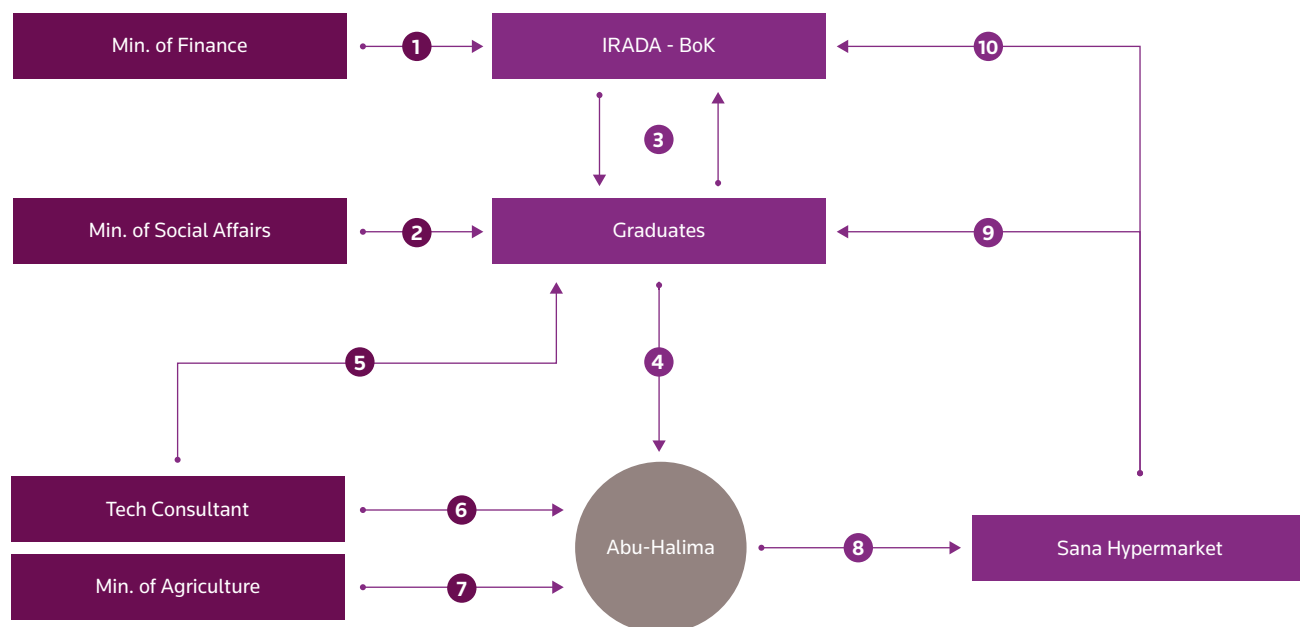 Min. of Finance
1
IRADA - BoK
10
3
Min. of Social Affairs
2
Graduates
9
5
4
Tech Consultant
6
Abu-Halima
8
Sana Hypermarket
Min. of Agriculture
7